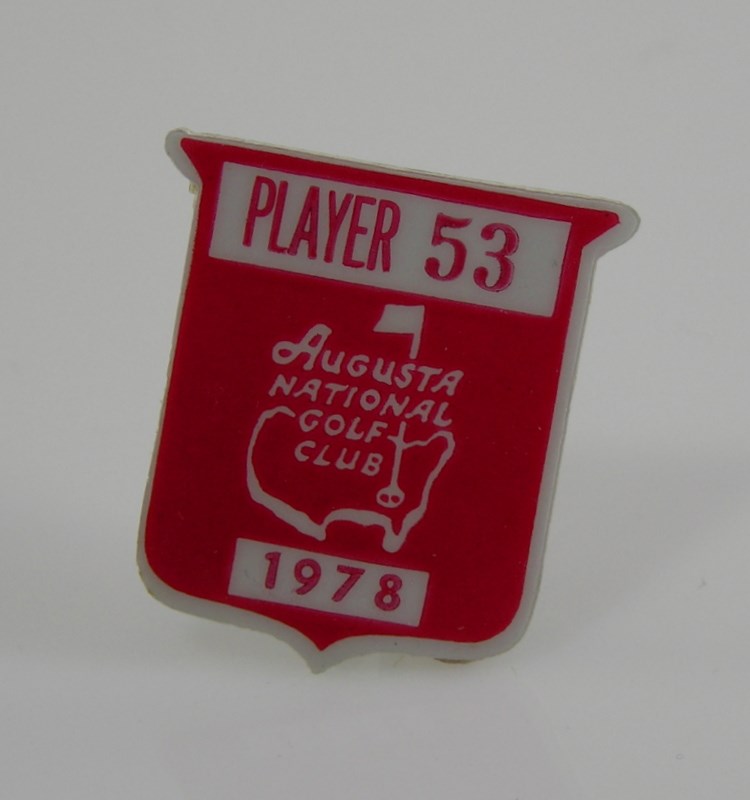 PLAYER 53
AUGUSTA
NATIONAL
GOLF
CLUB
1978